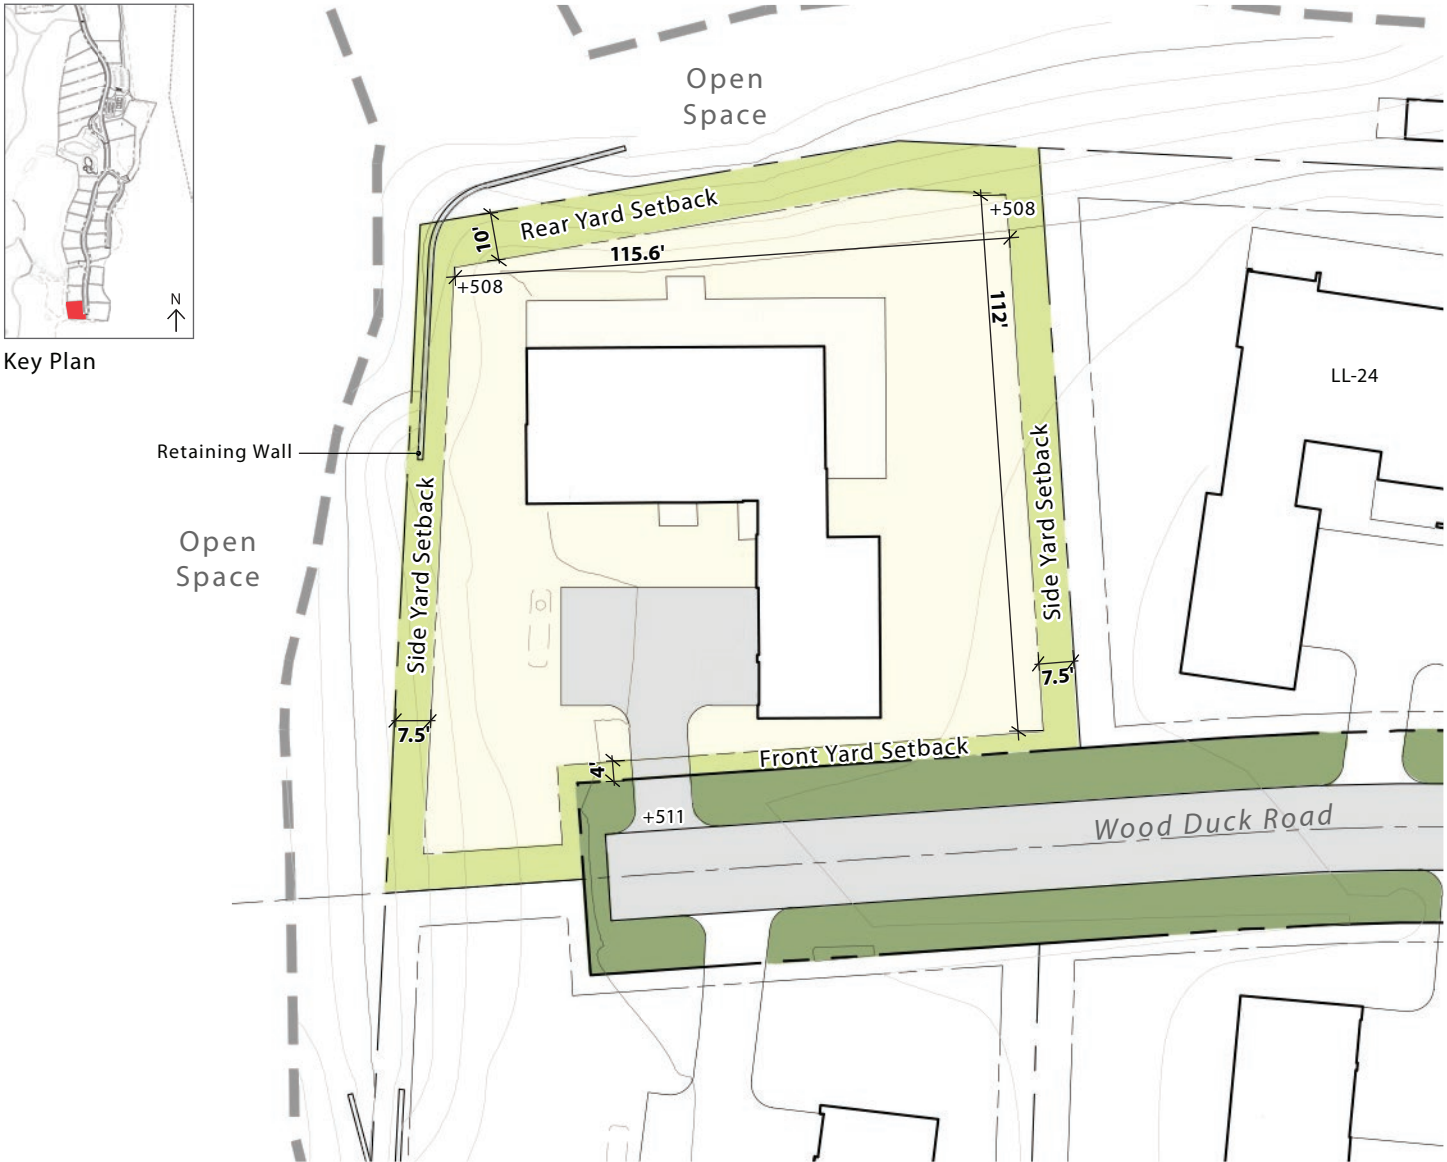 Open
Space
N
Key Plan
Rear Yard Setback
10'
+508
115.6'
+508
112'
LL-24
Retaining Wall
Open
Space
Side Yard Setback
Side Yard Setback
7.5'
7.5'
Front Yard Setback
4'
+511
Wood Duck Road